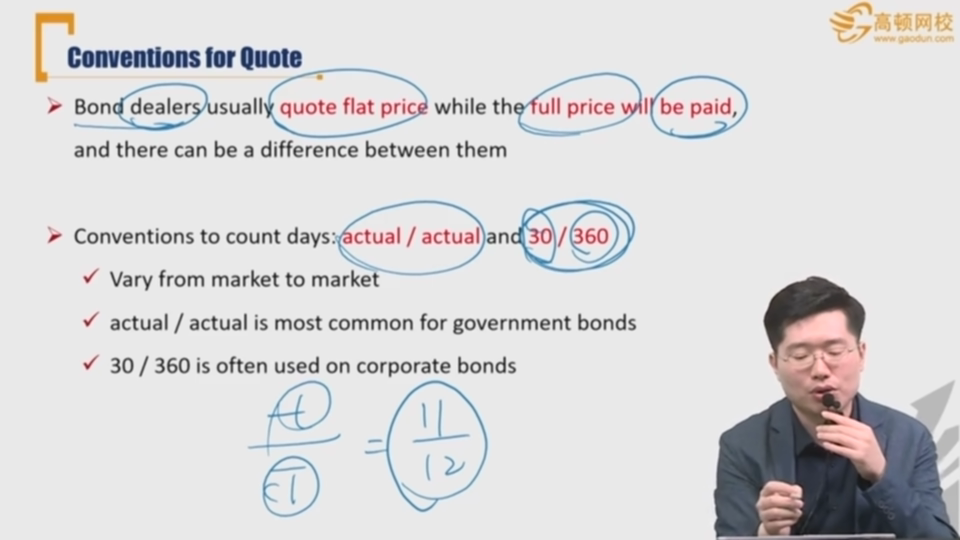 高顿网校
www.gaodun.com
Conventions for Quote
Bond dealers usually quote flat price while the full price will be paid,
and there can be a difference between them
Conventions to count days: actual / actual and 30 / 360
Vary from market to market
actual / actual is most common for government bonds
30 / 360 is often used on corporate bonds
t
T
=
11
12